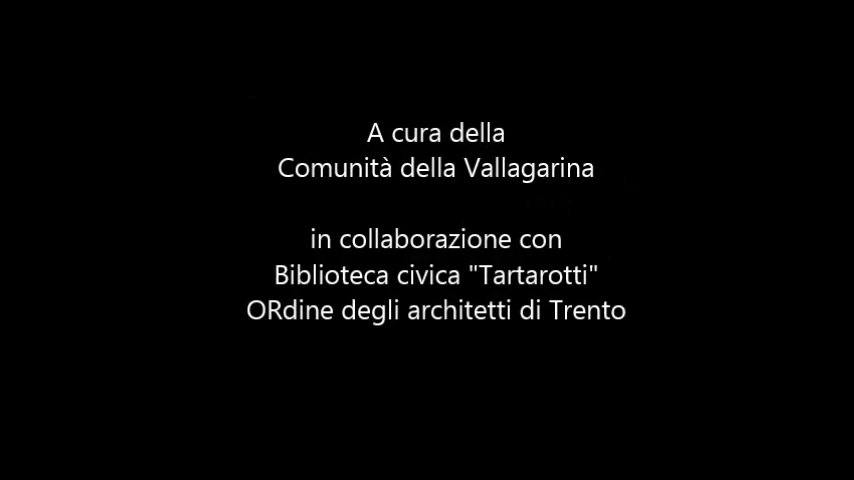 A cura della
Comunità della Vallagarina
in collaborazione con
Biblioteca civica "Tartarotti"
ORdine degli architetti di Trento